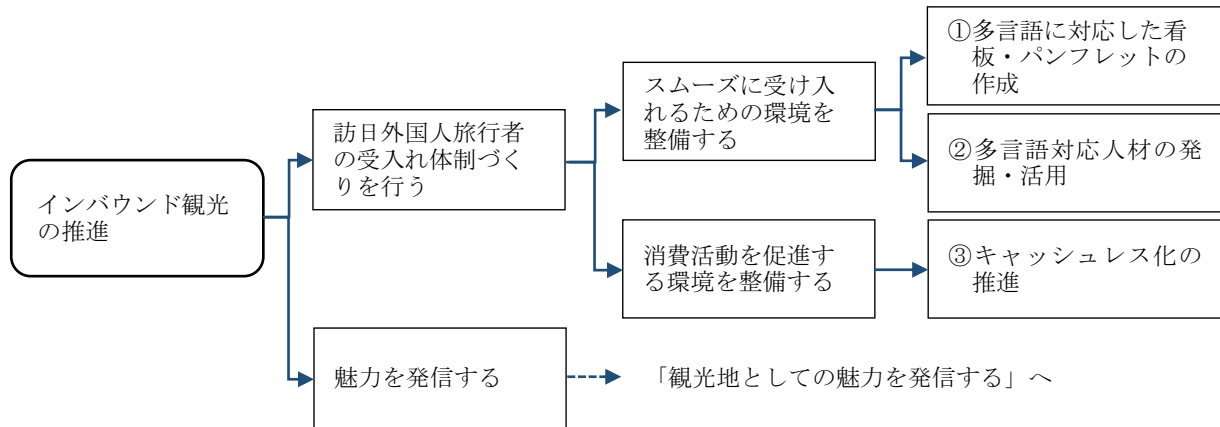 インバウンド観光
の推進
訪日外国人旅行者
の受入れ体制づく
りを行う
スムーズに受け入
れるための環境を
整備する
①多言語に対応した看
板・パンフレットの
作成
②多言語対応人材の発
掘・活用
消費活動を促進す
る環境を整備する
③キャッシュレス化の
推進
魅力を発信する
「観光地としての魅力を発信する」へ